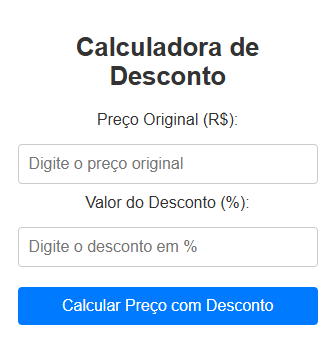 Calculadora de
Desconto
Preço Original (R$):
Digite o preço original
Valor do Desconto (%):
Digite o desconto em %
Calcular Preço com Desconto